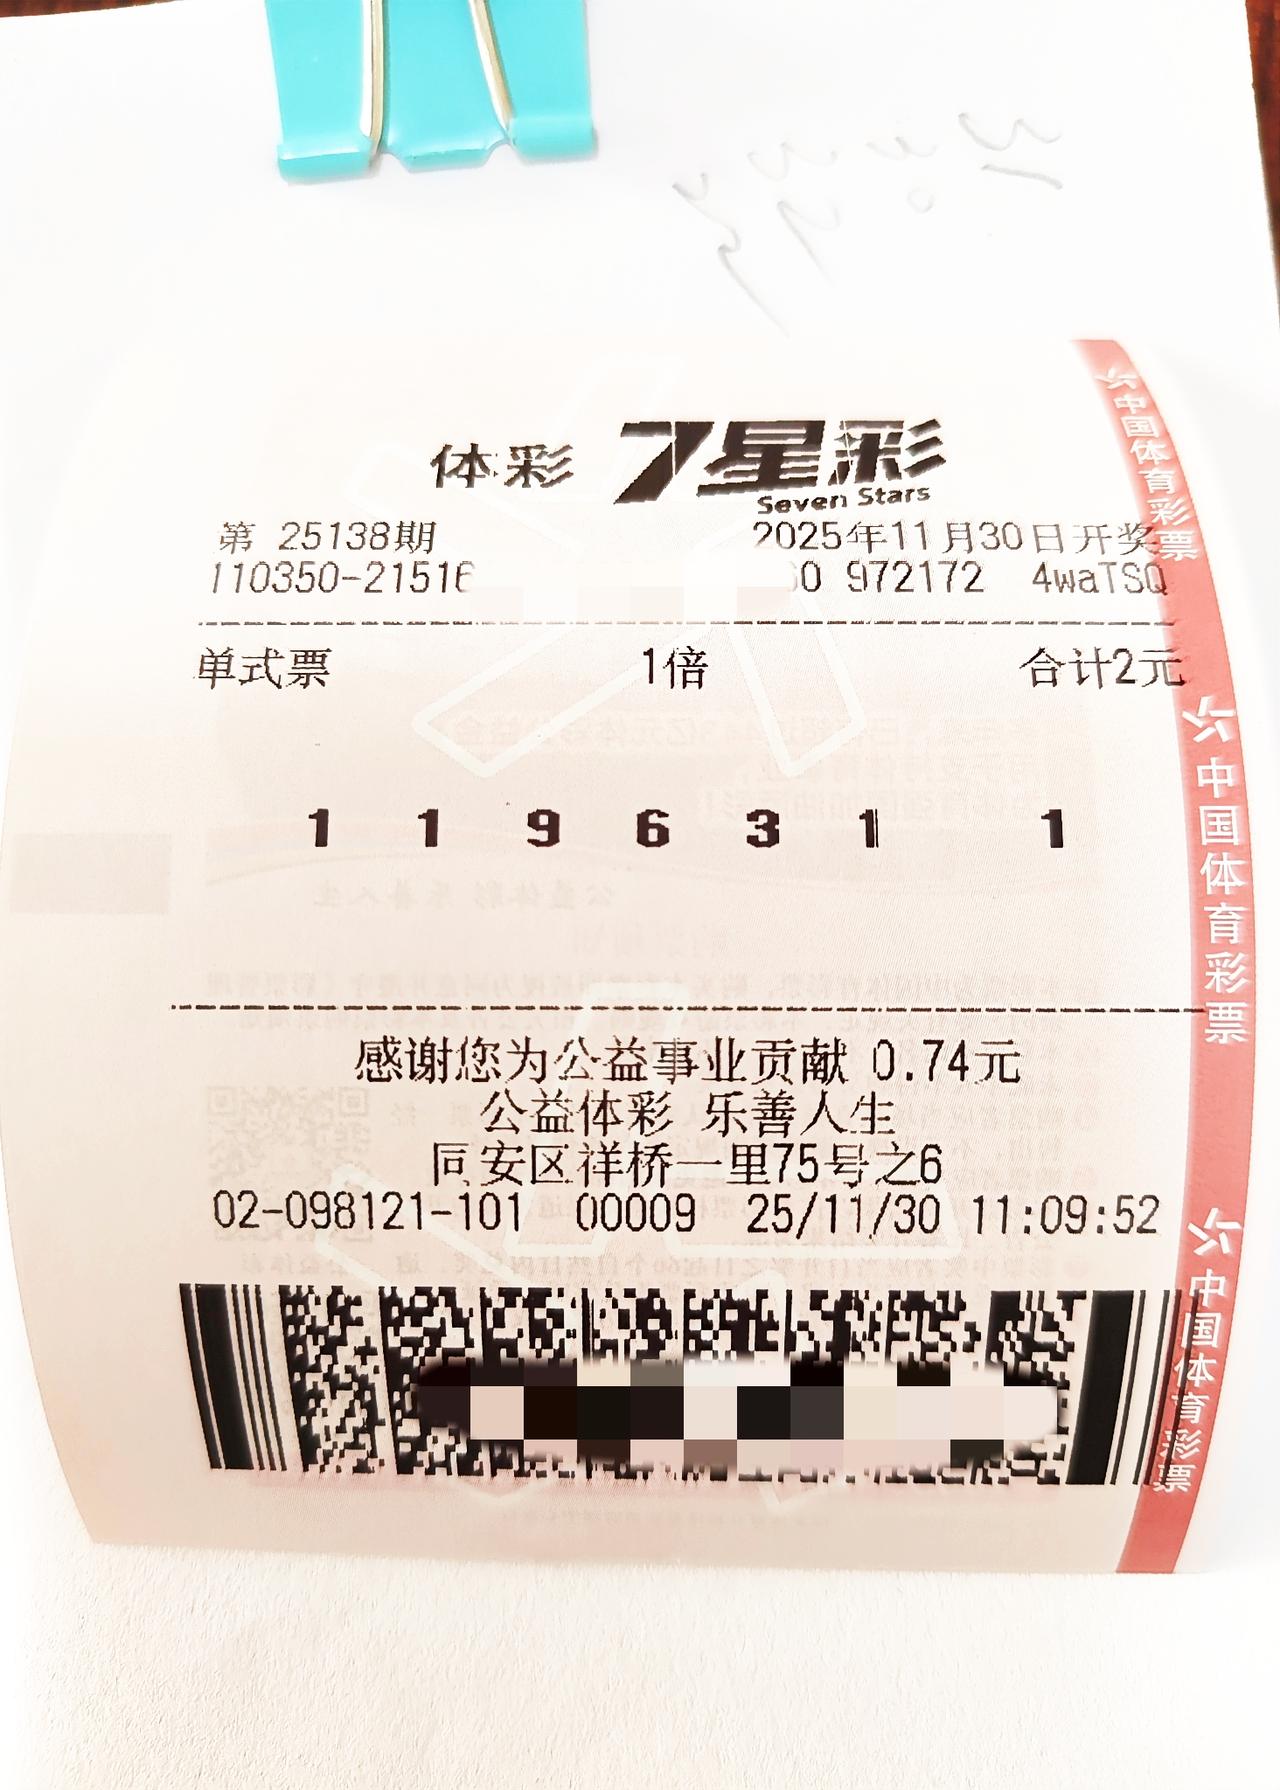 体彩 7星彩
Seven Stars
第 25138期 2025年11月30日开奖
110350-21516 60 972172 4waTSQ
单式票 1倍 合计2元
1 1 9 6 3 1 1
感谢您为公益事业贡献 0.74元
公益体彩 乐善人生
同安区祥桥一里75号之6
02-098121-101 00009 25/11/30 11:09:52
中国体育彩票
中国体育彩票
中国体育彩票